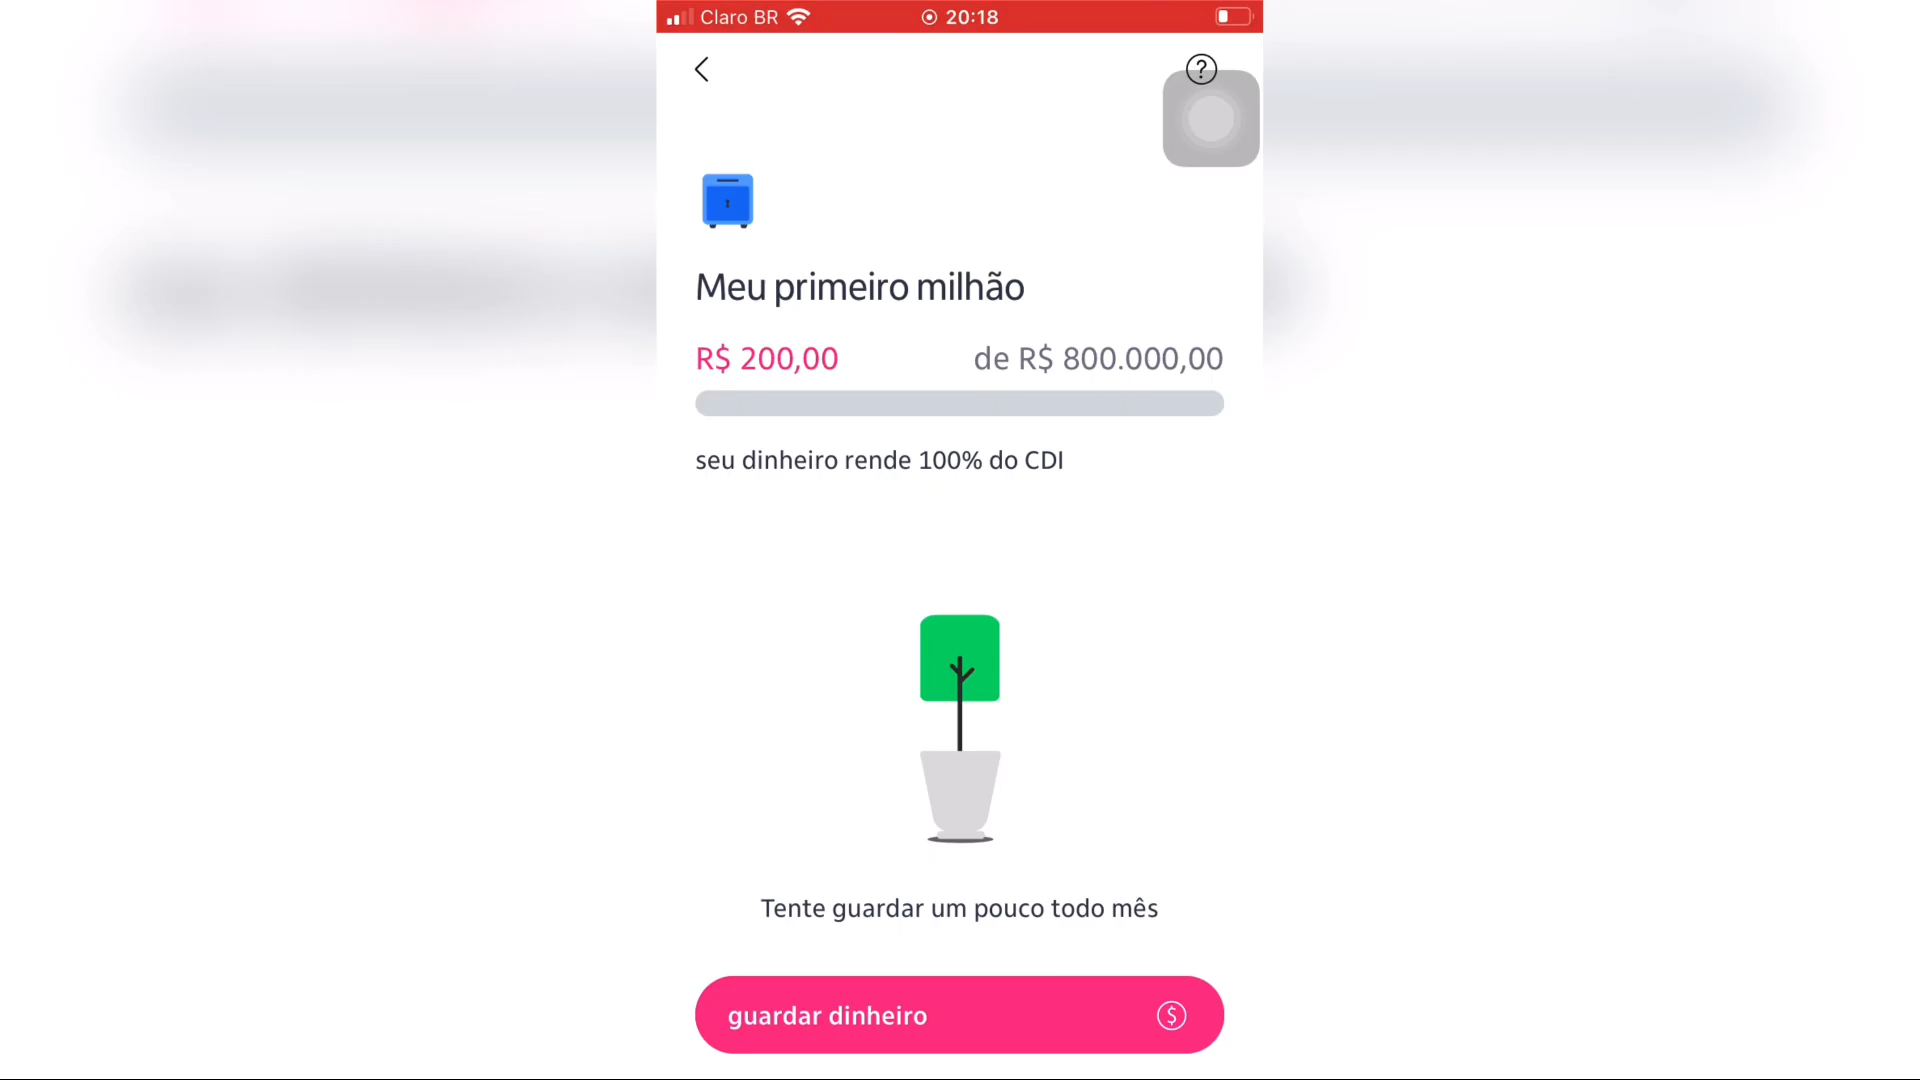 Claro BR 20:18
?
Meu primeiro milhão
R$ 200,00 de R$ 800.000,00
seu dinheiro rende 100% do CDI
Tente guardar um pouco todo mês
guardar dinheiro $